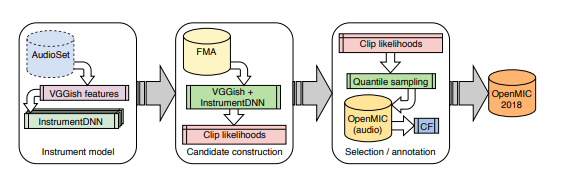 AudioSet
VGGish features
InstrumentDNN
Instrument model
FMA
VGGish +
InstrumentDNN
Clip likelihoods
Candidate construction
Clip likelihoods
Quantile sampling
OpenMIC
(audio)
CF
Selection / annotation
OpenMIC
2018